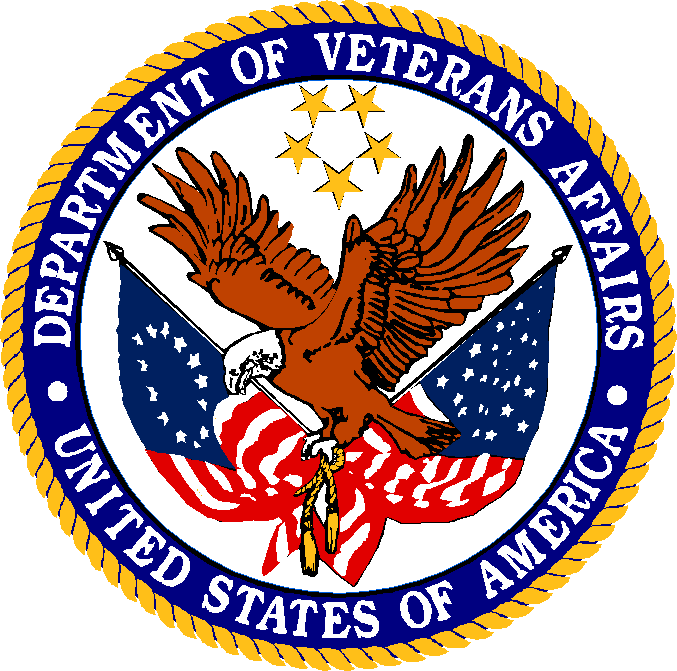 DEPARTMENT OF VETERANS AFFAIRS
UNITED STATES OF AMERICA